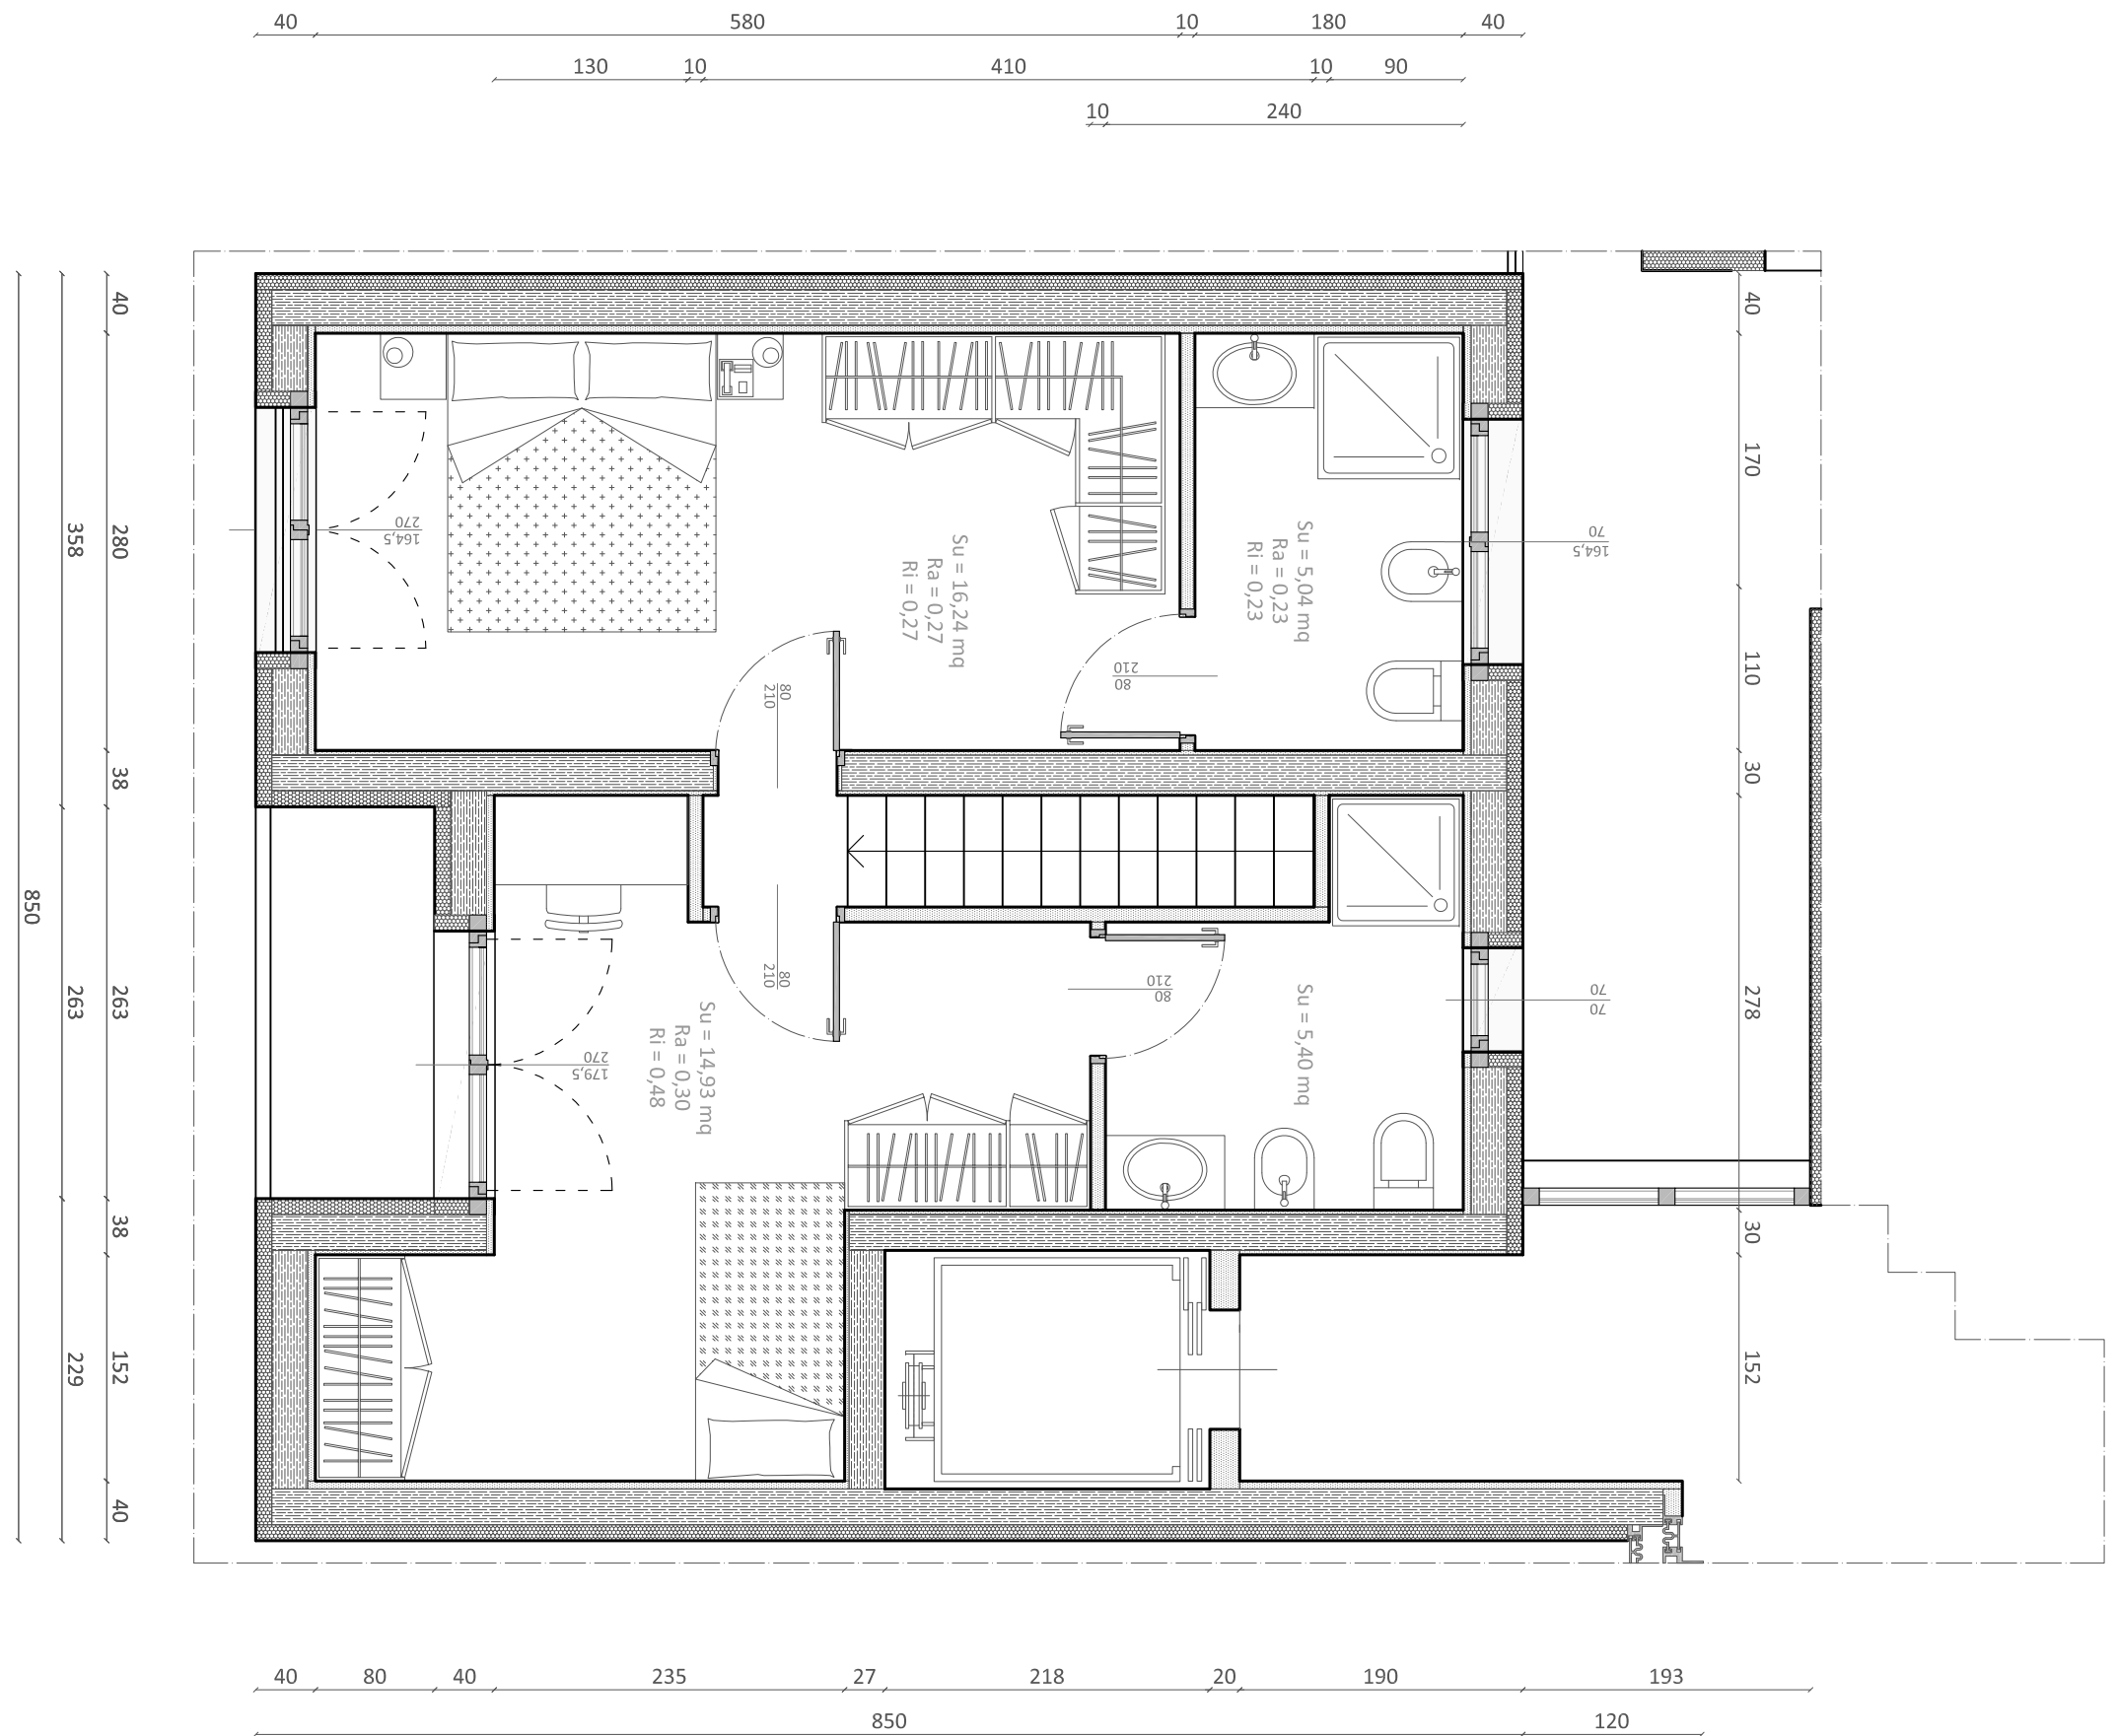 40 580 10 180 40
130 10 410 10 90
10 240
40
280
38
263
38
152
40
358
263
229
850
40
170
110
30
278
30
152
270
164,5
Su = 16,24 mq
Ra = 0,27
Ri = 0,27
Su = 5,04 mq
Ra = 0,23
Ri = 0,23
70
164,5
210
80
80
210
80
210
210
80
70
70
270
179,5
Su = 14,93 mq
Ra = 0,30
Ri = 0,48
Su = 5,40 mq
40 80 40 235 27 218 20 190 193
850 120